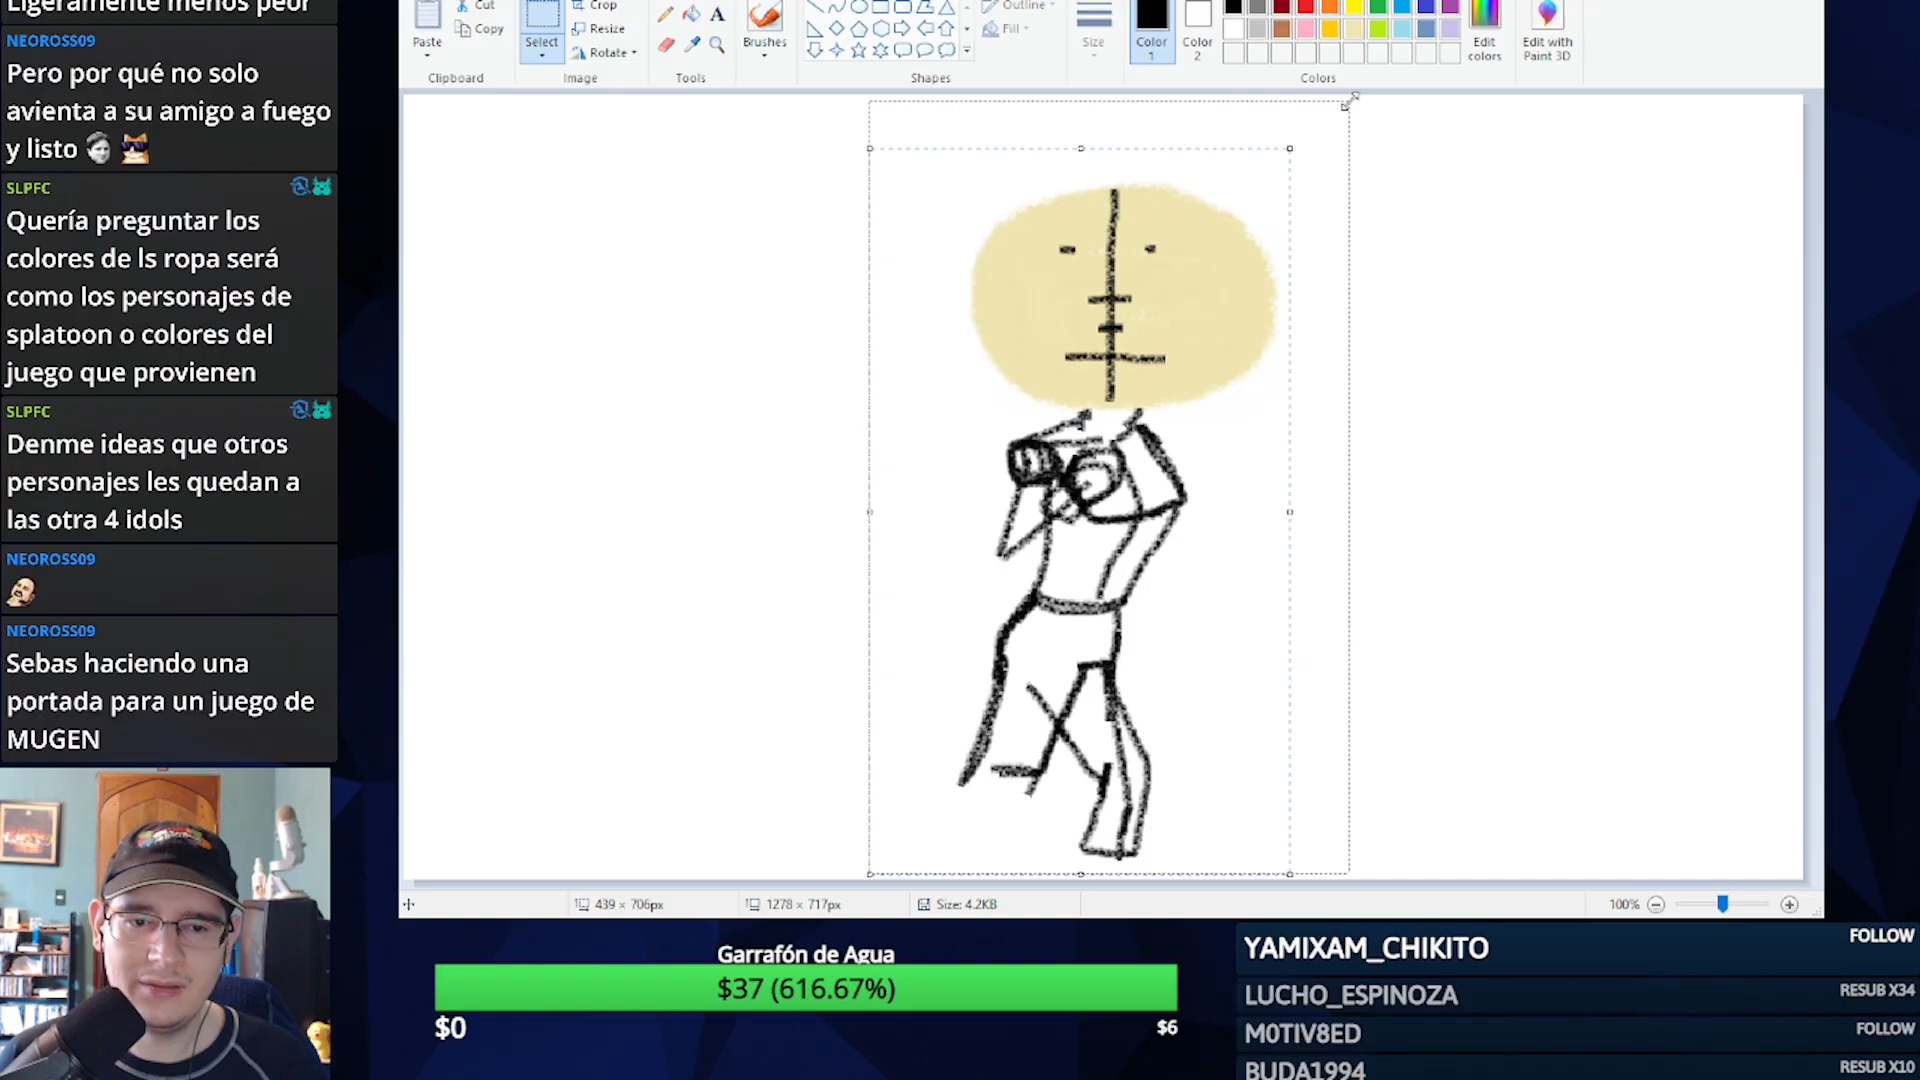 Ligeramente menos peor
NEOROSS09
Pero por qué no solo
avienta a su amigo a fuego
y listo
SLPFC
Quería preguntar los
colores de ls ropa será
como los personajes de
splatoon o colores del
juego que provienen
SLPFC
Denme ideas que otros
personajes les quedan a
las otra 4 idols
NEOROSS09
NEOROSS09
Sebas haciendo una
portada para un juego de
MUGEN
Paste
Cut
Copy
Clipboard
Select
Crop
Resize
Rotate
Image
A
Tools
Brushes
Shapes
Outline
Fill
Size
Color
1
Color
2
Colors
Edit
colors
Edit with
Paint 3D
439 × 706px
1278 × 717px
Size: 4.2KB
100%
Garrafón de Agua
$37 (616.67%)
$0
$6
YAMIXAM_CHIKITO
FOLLOW
LUCHO_ESPINOZA
RESUB X34
M0TIV8ED
FOLLOW
BUDA1994
RESUB X10